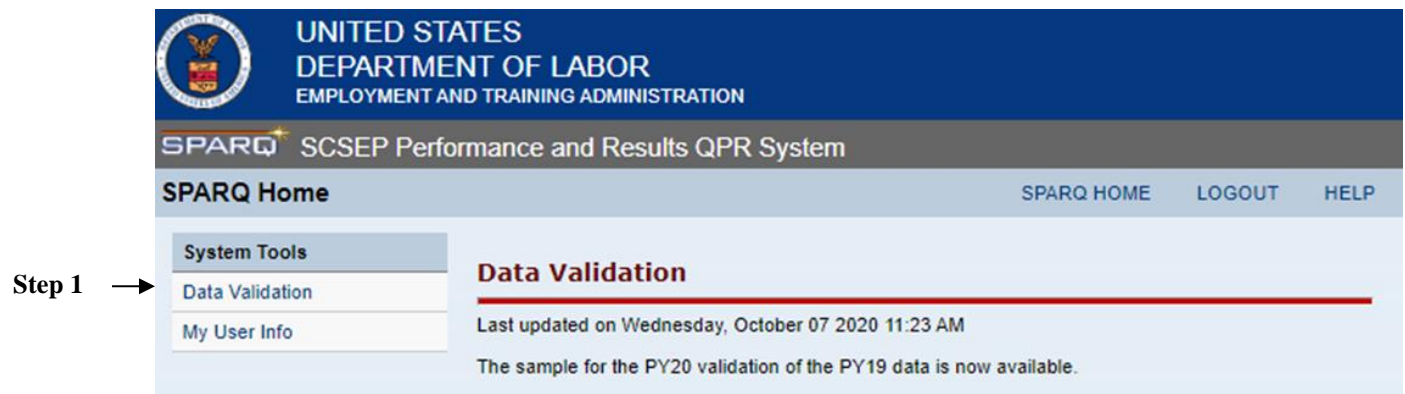 UNITED STATES
DEPARTMENT OF LABOR
EMPLOYMENT AND TRAINING ADMINISTRATION
SPARQ SCSEP Performance and Results QPR System
SPARQ Home SPARQ HOME LOGOUT HELP
System Tools
Step 1 Data Validation
My User Info
Data Validation
Last updated on Wednesday, October 07 2020 11:23 AM
The sample for the PY20 validation of the PY19 data is now available.